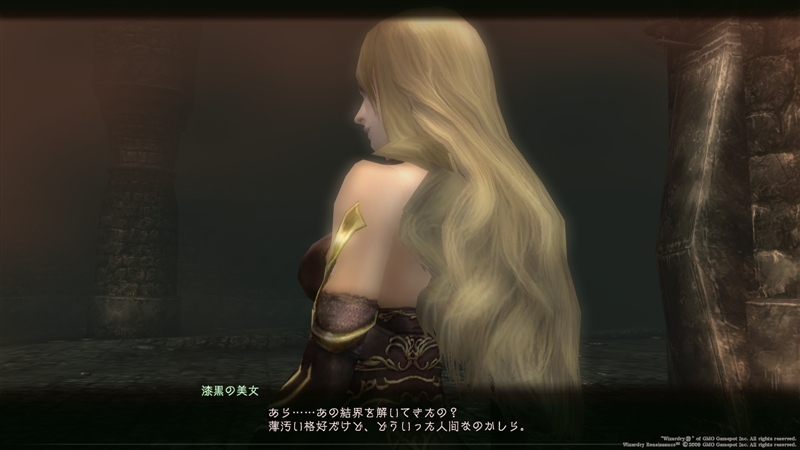 漆黒の美女
あら……あの結界を解いてきたの？
薄汚い格好だけど、どういった人間なのかしら。
"Wizardry®" of GMO Gamepot Inc. All rights reserved.
Wizardry Renaissance™ ©2009 GMO Gamepot Inc. All rights reserved.